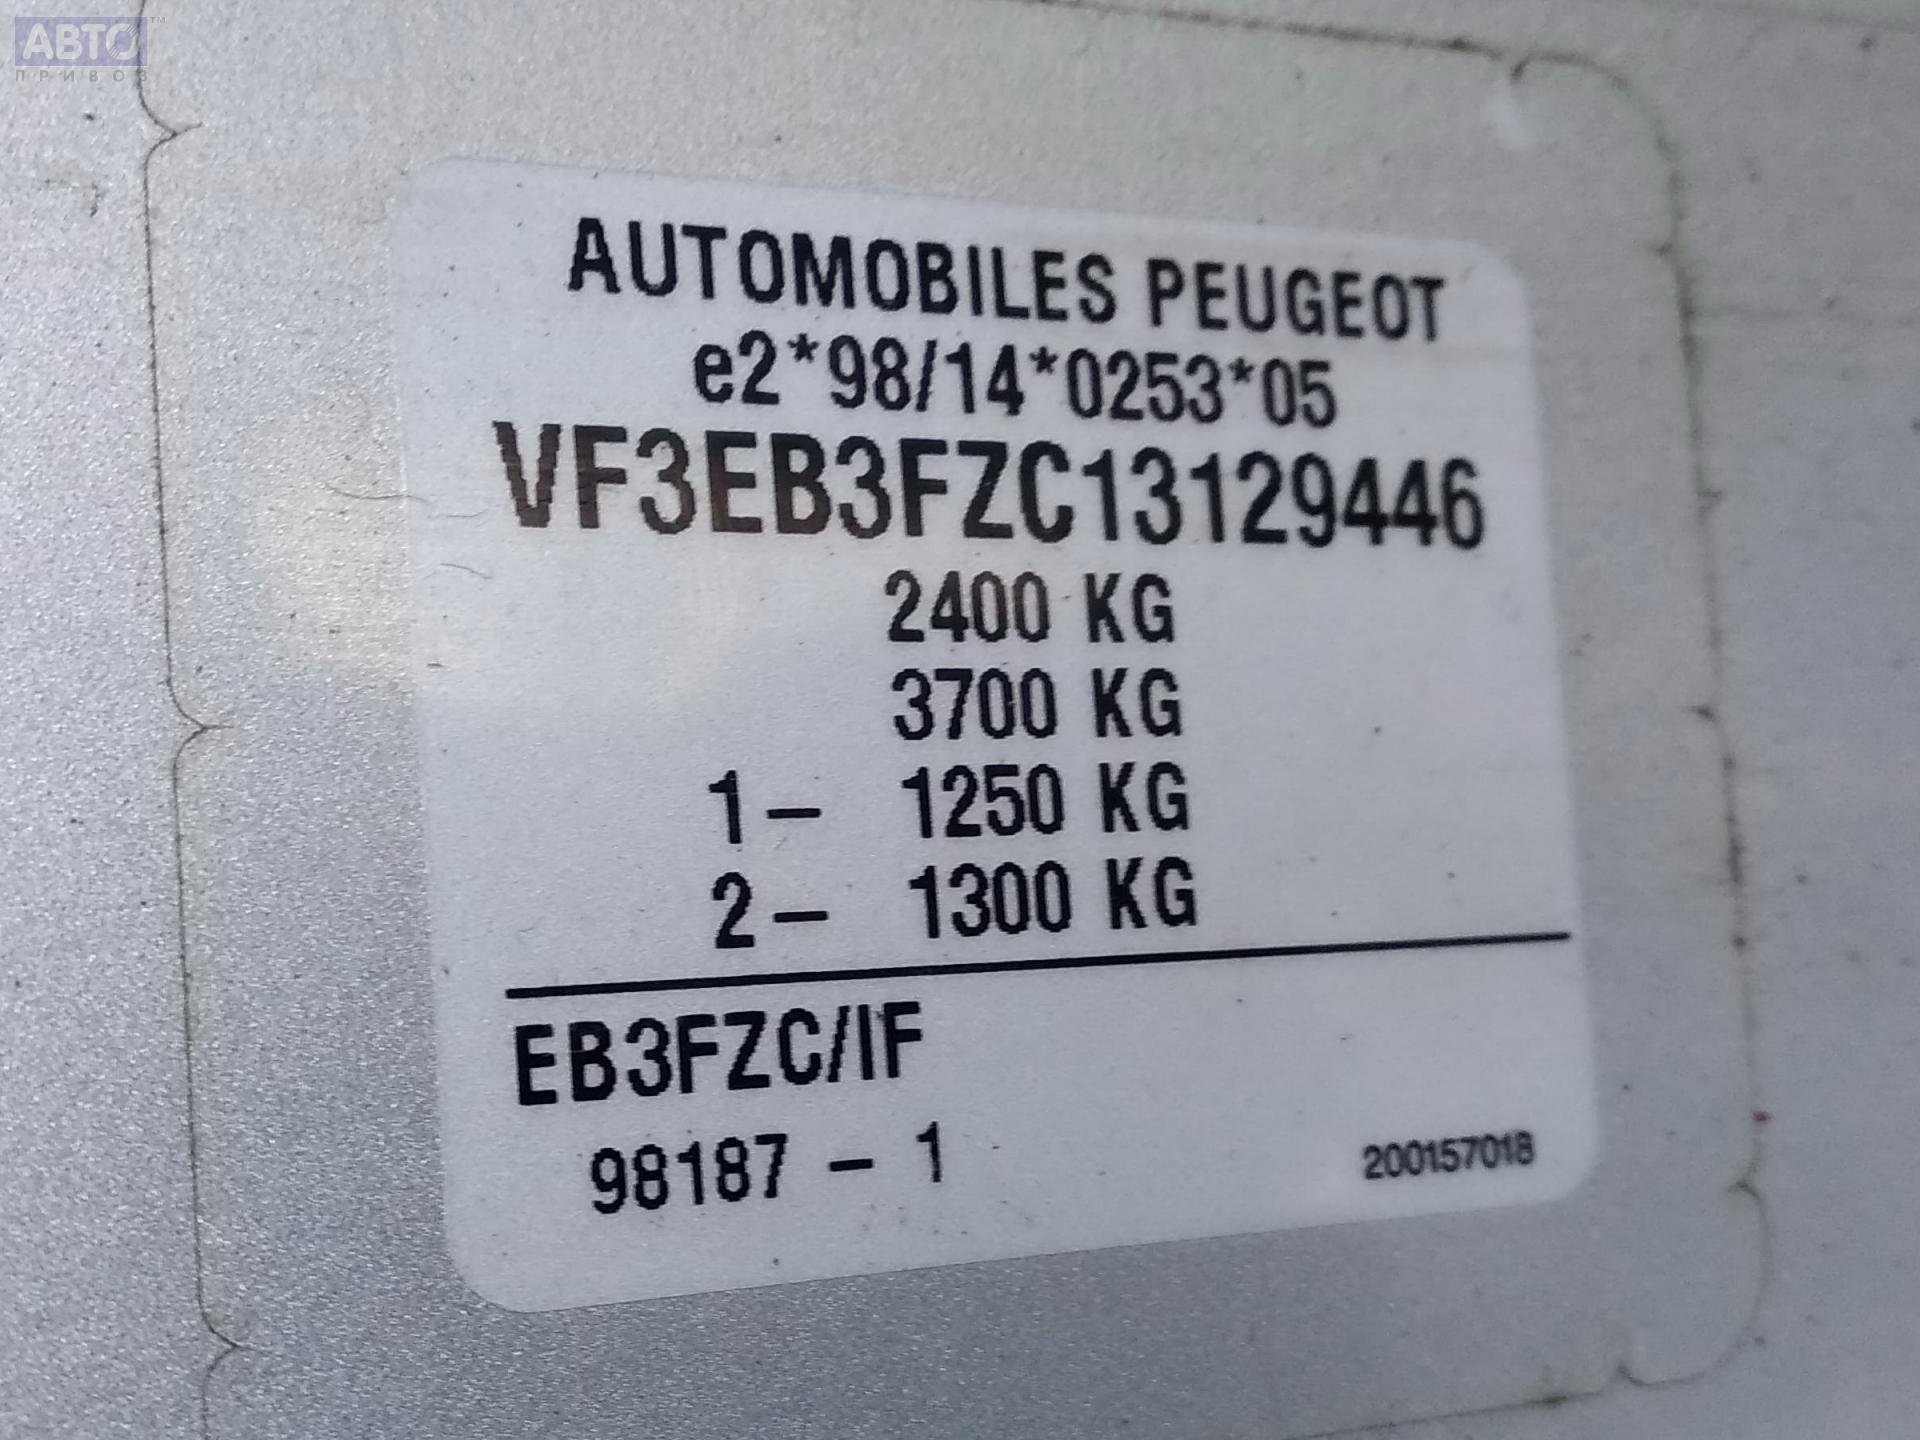 АВТО™
ПРИВОЗ
AUTOMOBILES PEUGEOT
e2*98/14*0253*05
VF3EB3FZC13129446
2400 KG
3700 KG
1- 1250 KG
2- 1300 KG
EB3FZC/IF
98187 - 1
200157018